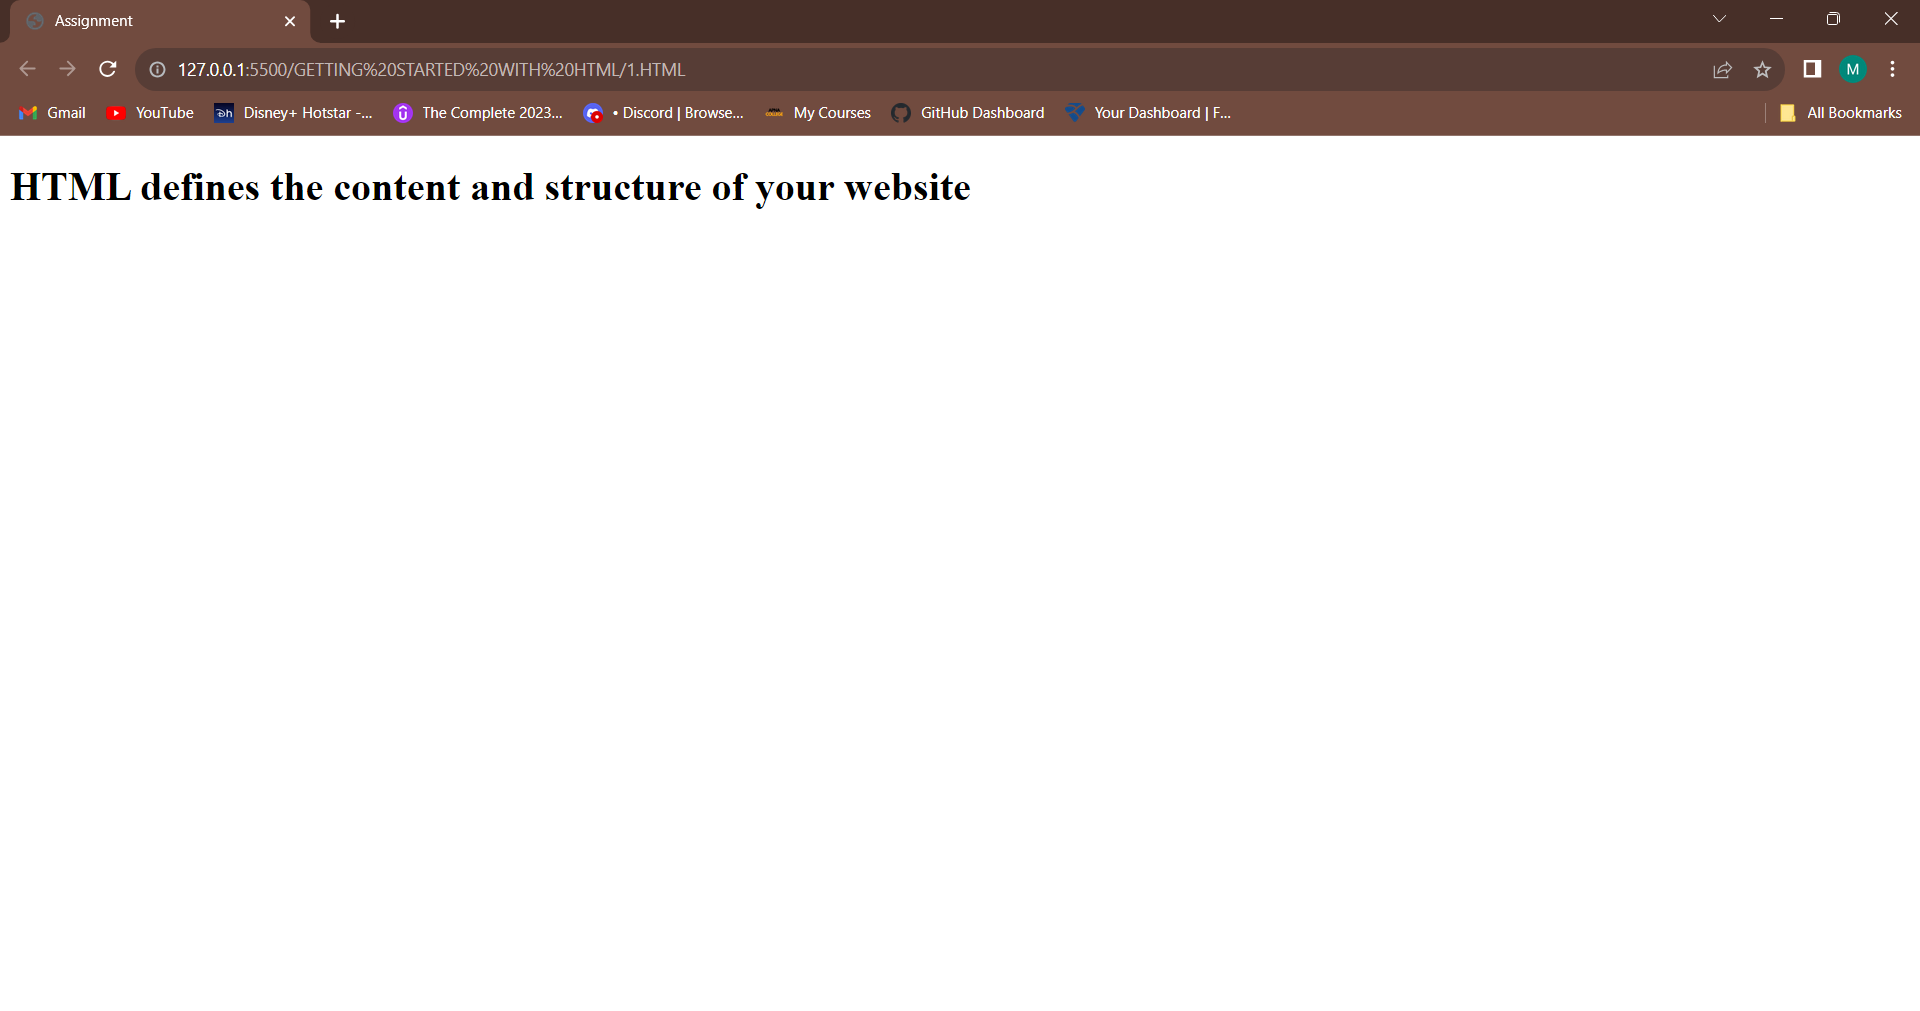 Assignment
127.0.0.1:5500/GETTING%20STARTED%20WITH%20HTML/1.HTML
M
Gmail YouTube Disney+ Hotstar -... The Complete 2023... • Discord | Browse... My Courses GitHub Dashboard Your Dashboard | F... All Bookmarks
HTML defines the content and structure of your website